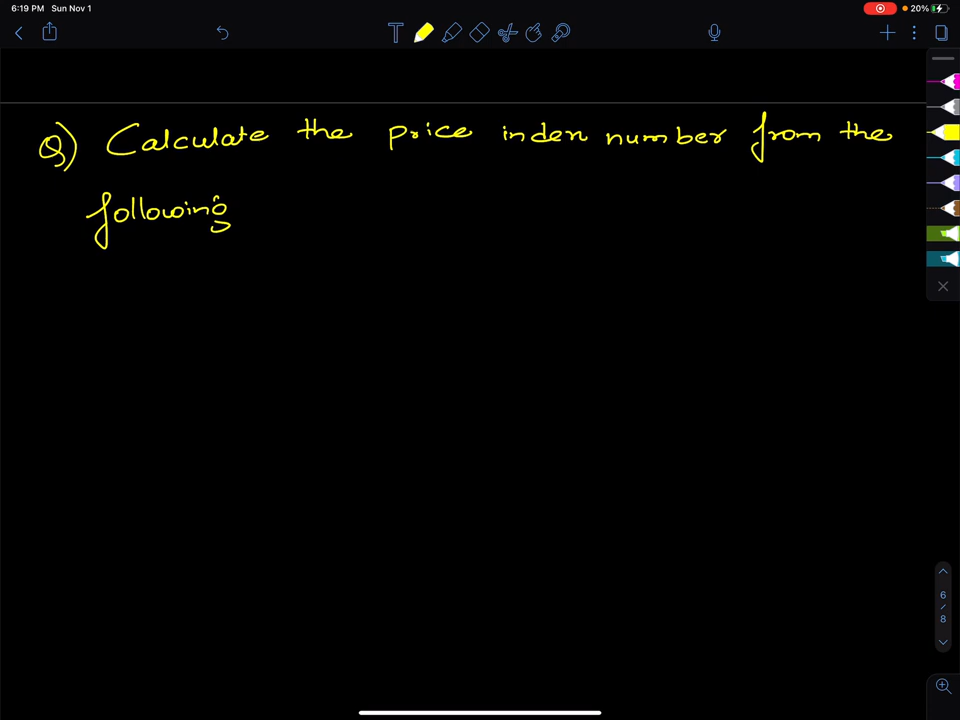 6:19 PM Sun Nov 1
20%
Q) Calculate the price index number from the
following
6
/
8